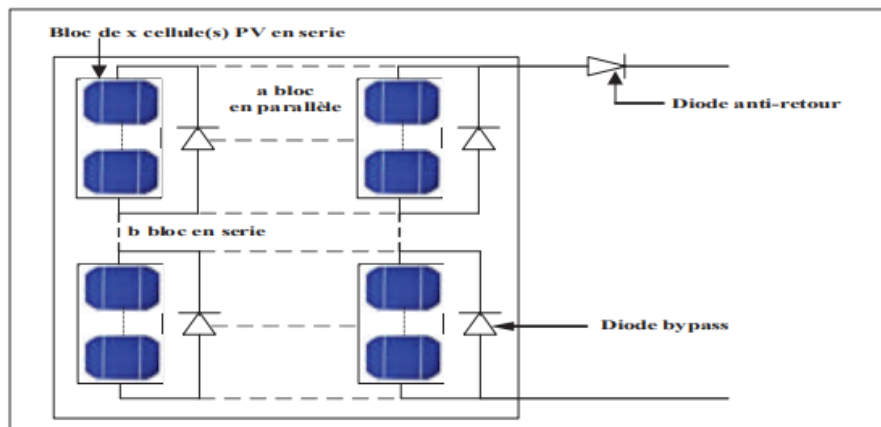 Bloc de x cellule(s) PV en serie
a bloc
en parallèle
Diode anti-retour
b bloc en serie
Diode bypass